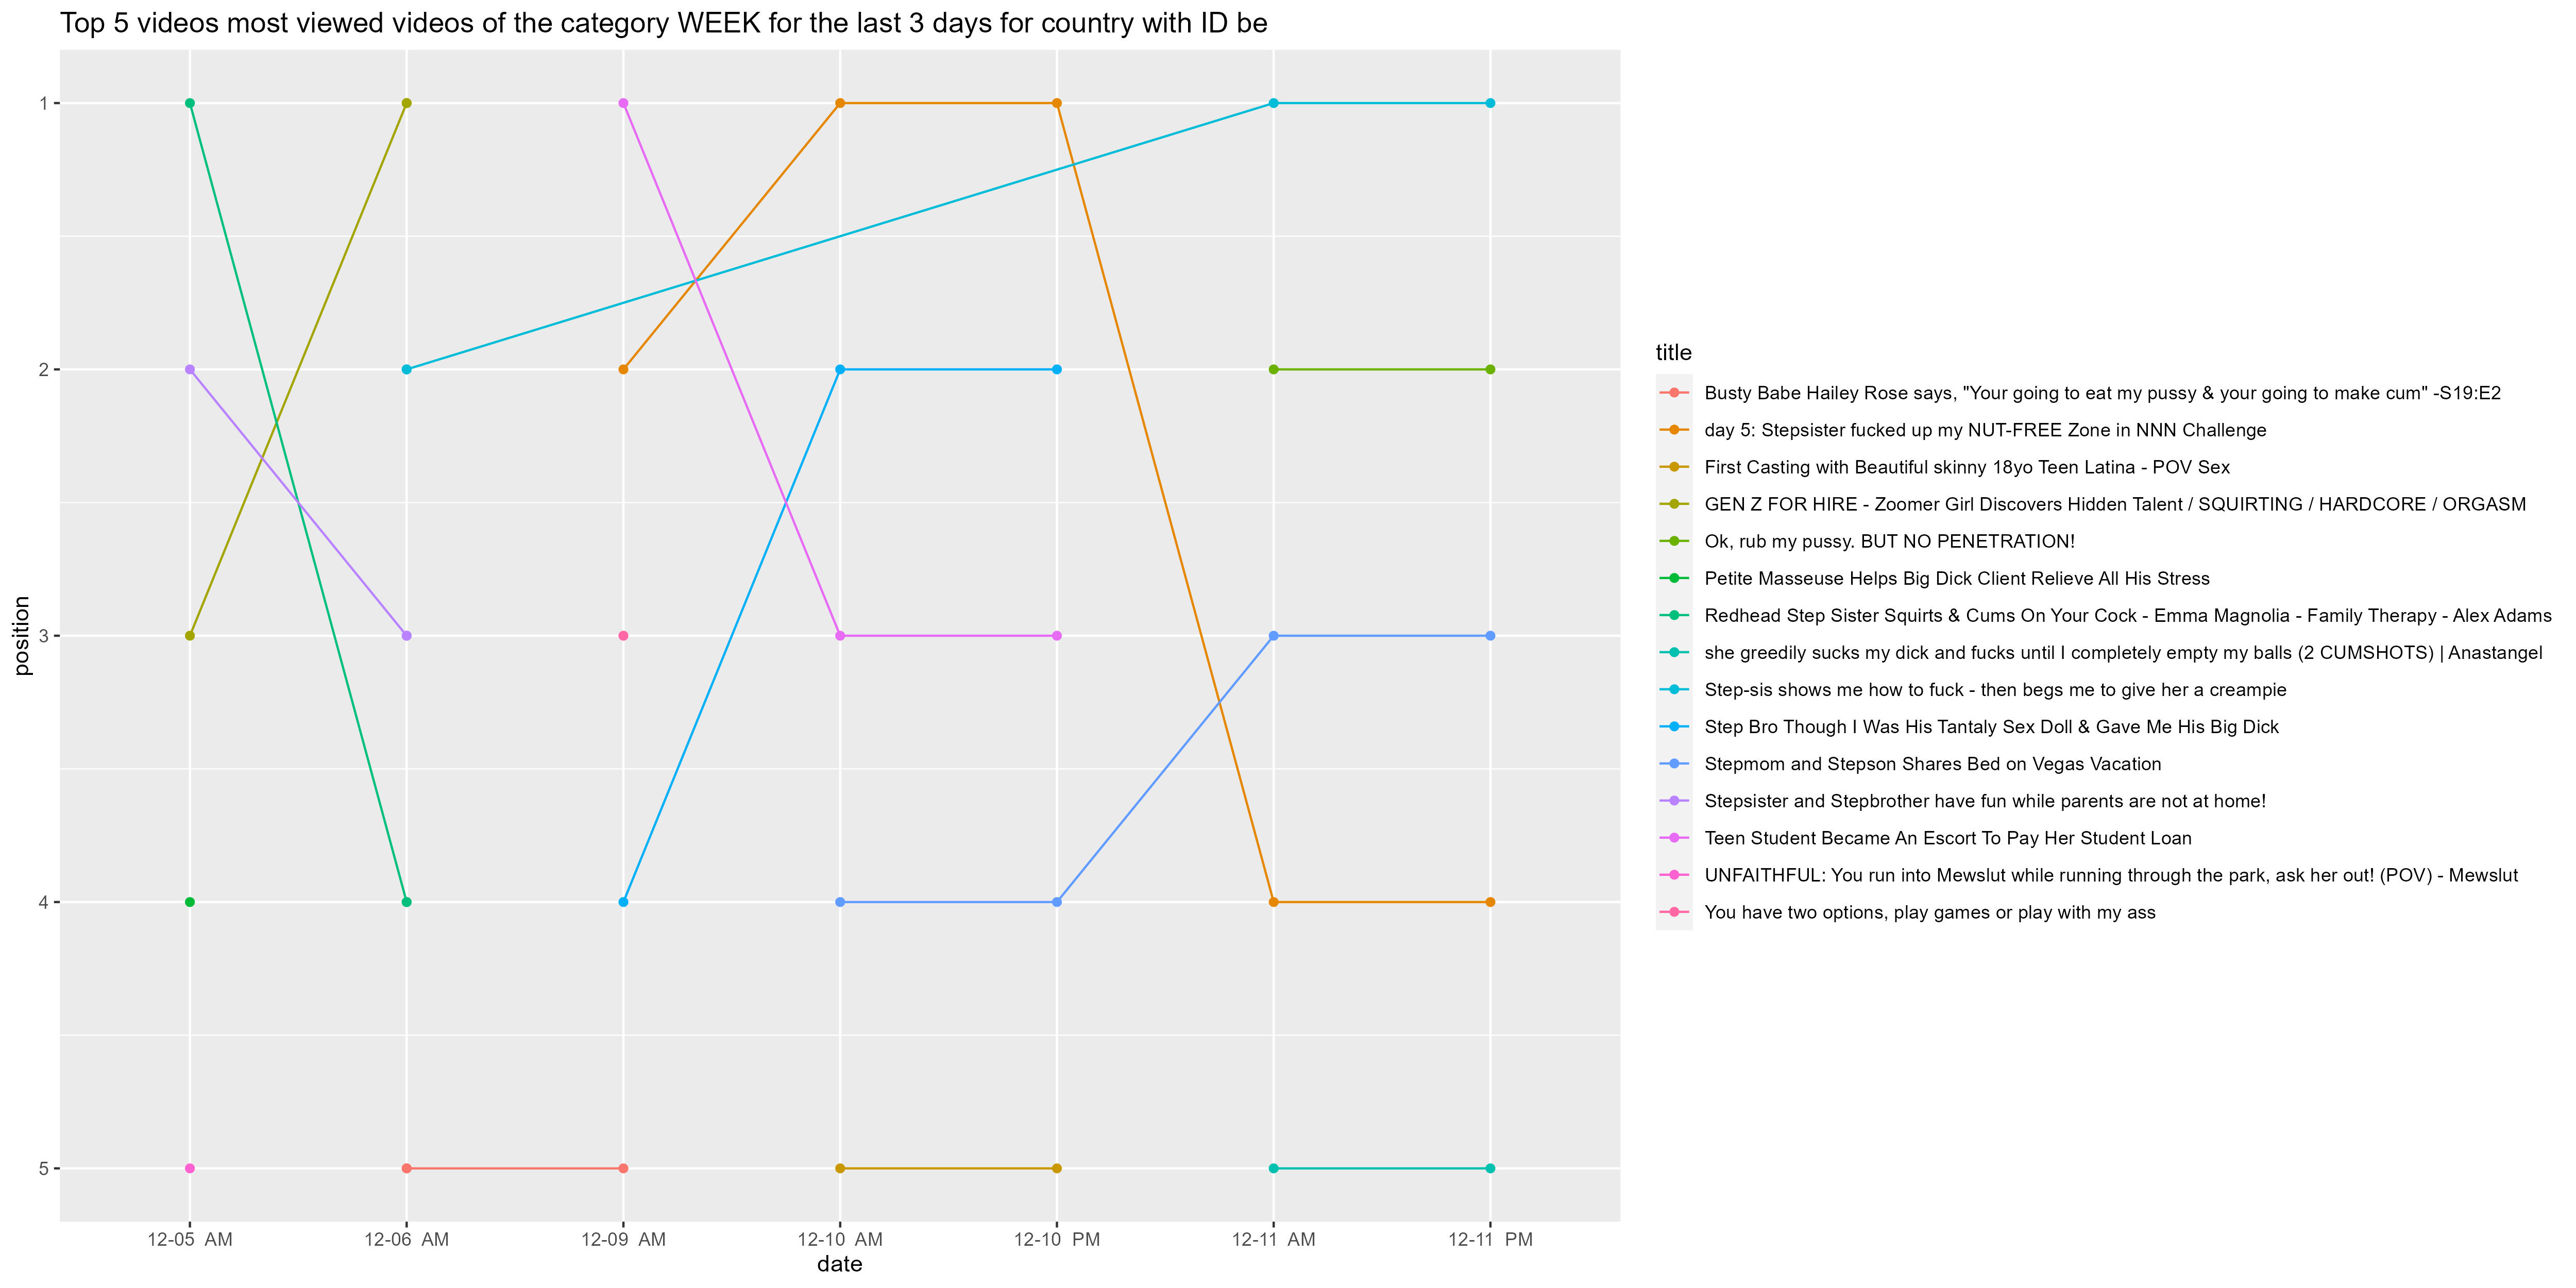 Top 5 videos most viewed videos of the category WEEK for the last 3 days for country with ID be
position
1
2
3
4
5
12-05 AM
12-06 AM
12-09 AM
12-10 AM
12-10 PM
12-11 AM
12-11 PM
date
title
Busty Babe Hailey Rose says, "Your going to eat my pussy & your going to make cum" -S19:E2
day 5: Stepsister fucked up my NUT-FREE Zone in NNN Challenge
First Casting with Beautiful skinny 18yo Teen Latina - POV Sex
GEN Z FOR HIRE - Zoomer Girl Discovers Hidden Talent / SQUIRTING / HARDCORE / ORGASM
Ok, rub my pussy. BUT NO PENETRATION!
Petite Masseuse Helps Big Dick Client Relieve All His Stress
Redhead Step Sister Squirts & Cums On Your Cock - Emma Magnolia - Family Therapy - Alex Adams
she greedily sucks my dick and fucks until I completely empty my balls (2 CUMSHOTS) | Anastangel
Step-sis shows me how to fuck - then begs me to give her a creampie
Step Bro Though I Was His Tantaly Sex Doll & Gave Me His Big Dick
Stepmom and Stepson Shares Bed on Vegas Vacation
Stepsister and Stepbrother have fun while parents are not at home!
Teen Student Became An Escort To Pay Her Student Loan
UNFAITHFUL: You run into Mewslut while running through the park, ask her out! (POV) - Mewslut
You have two options, play games or play with my ass